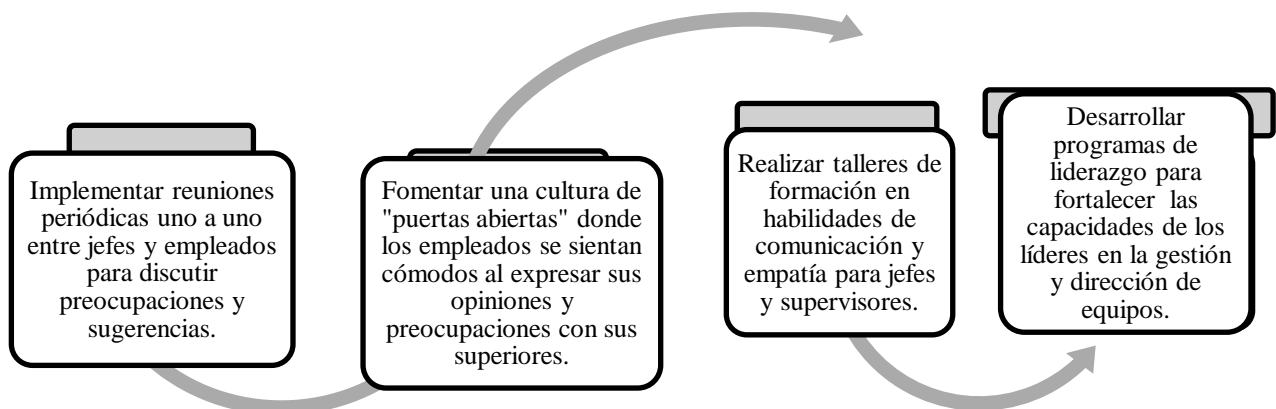 Implementar reuniones
periódicas uno a uno
entre jefes y empleados
para discutir
preocupaciones y
sugerencias.
Fomentar una cultura de
"puertas abiertas" donde
los empleados se sientan
cómodos al expresar sus
opiniones y
preocupaciones con sus
superiores.
Realizar talleres de
formación en
habilidades de
comunicación y
empatía para jefes
y supervisores.
Desarrollar
programas de
liderazgo para
fortalecer las
capacidades de los
líderes en la gestión
y dirección de
equipos.